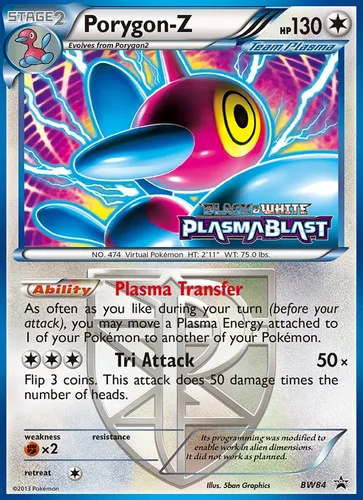 STAGE 2
Porygon-Z
HP 130
Evolves from Porygon2
Team Plasma
BLACK & WHITE
PLASMA BLAST
NO. 474 Virtual Pokémon HT: 2'11" WT: 75.0 lbs.
Ability Plasma Transfer
As often as you like during your turn (before your
attack), you may move a Plasma Energy attached to
1 of your Pokémon to another of your Pokémon.
Tri Attack 50×
Flip 3 coins. This attack does 50 damage times the
number of heads.
weakness resistance
×2
retreat
Its programming was modified to
enable work in alien dimensions.
It did not work as planned.
©2013 Pokémon Illus. 5ban Graphics BW84
PROMO